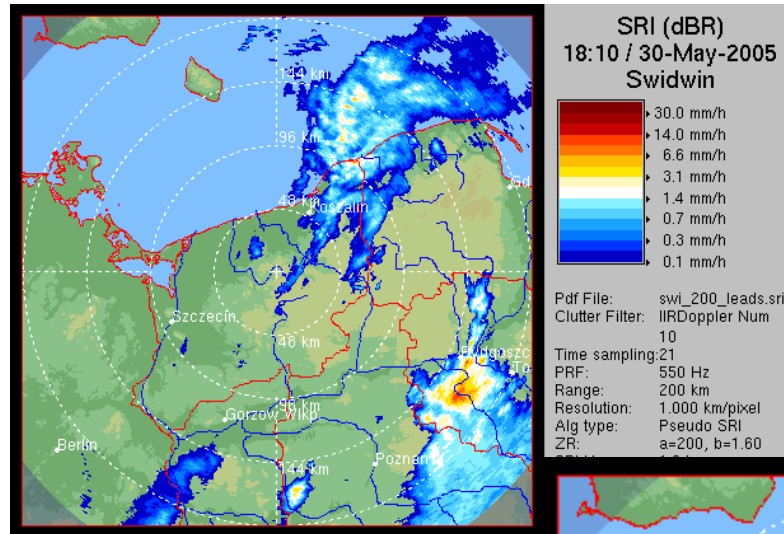 SRI (dBR)
18:10 / 30-May-2005
Swidwin
30.0 mm/h
14.0 mm/h
6.6 mm/h
3.1 mm/h
1.4 mm/h
0.7 mm/h
0.3 mm/h
0.1 mm/h
Pdf File: swi_200_leads.sri
Clutter Filter: IIRDoppler Num
10
Time sampling:21
PRF: 550 Hz
Range: 200 km
Resolution: 1.000 km/pixel
Alg type: Pseudo SRI
ZR: a=200, b=1.60
144 km
96 km
48 km
Koszalin
Gd
Szczecin
48 km
Bydgoszc
To
96 km
Gorzow Wlkp
Berlin
Poznan
144 km